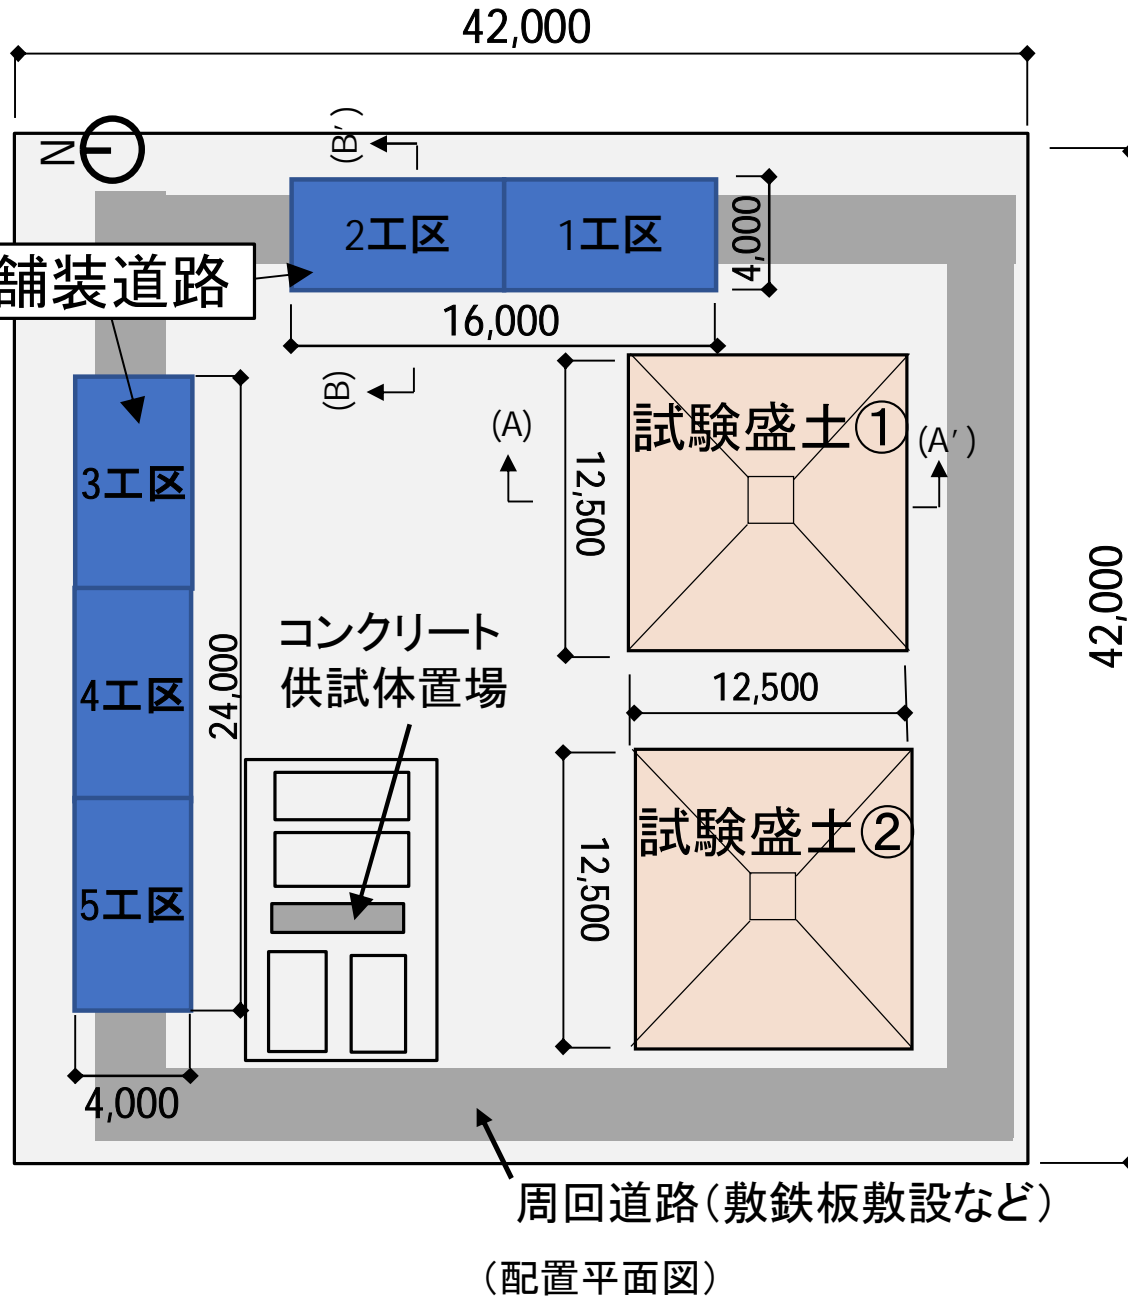 42,000
N
(B')
2工区
1工区
4,000
舗装道路
16,000
(B)
(A)
試験盛土①
(A')
12,500
3工区
42,000
コンクリート
供試体置場
24,000
4工区
12,500
試験盛土②
12,500
5工区
4,000
周回道路(敷鉄板敷設など)
(配置平面図)